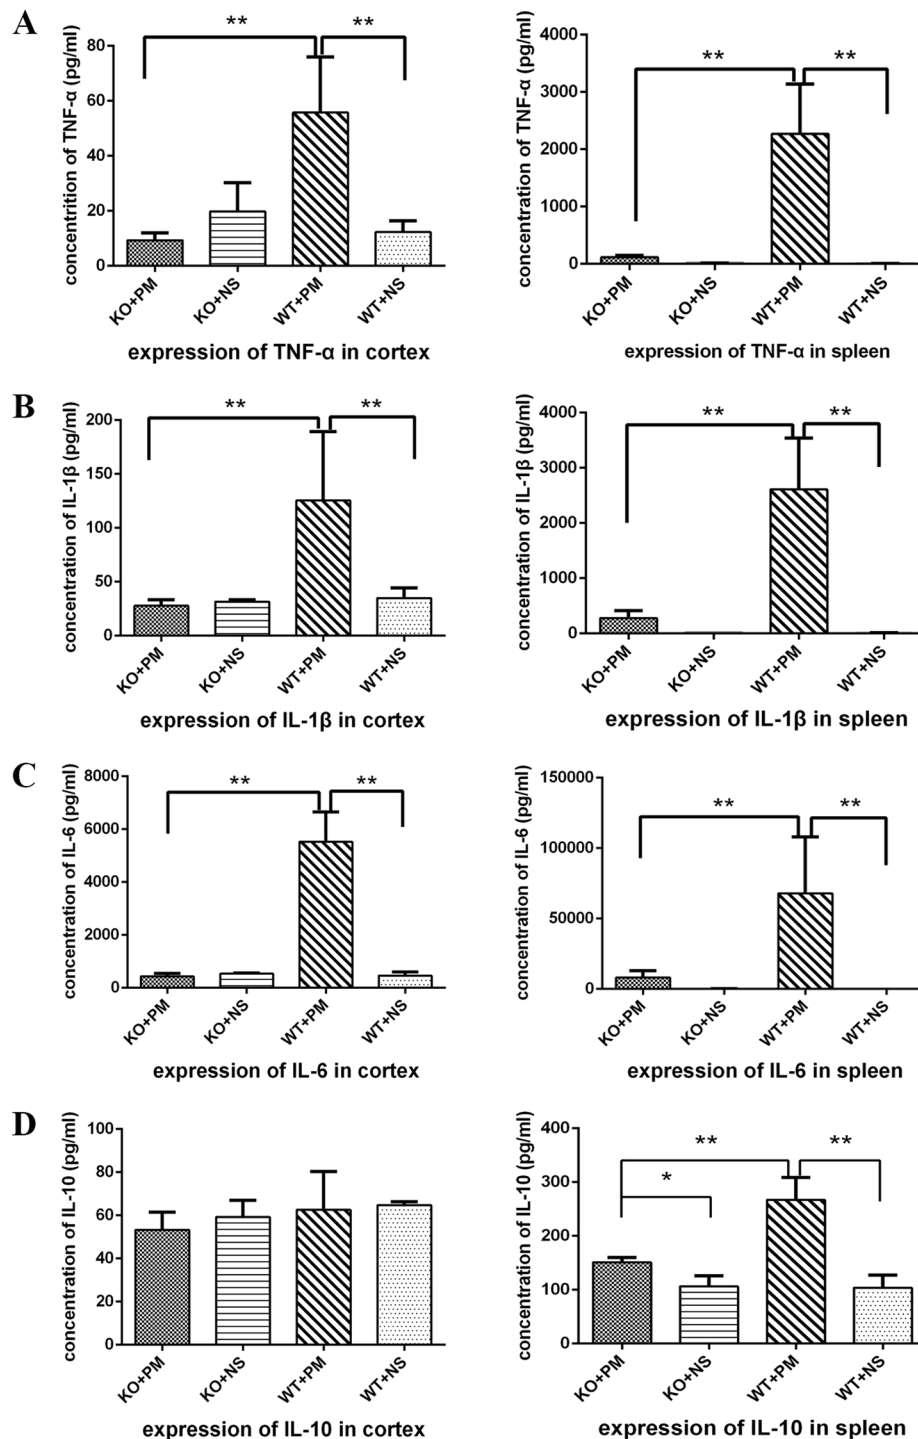 A
concentrition of TNF-α (pg/ml)
80
60
40
20
0
** **
KO+PM
KO+NS
WT+PM
WT+NS
expression of TNF-α in cortex
concentration of TNF-α (pg/ml)
4000
3000
2000
1000
0
** **
KO+PM
KO+NS
WT+PM
WT+NS
expression of TNF-α in spleen
B
concentration of IL-1β (pg/ml)
200
150
100
50
0
** **
KO+PM
KO+NS
WT+PM
WT+NS
expression of IL-1β in cortex
concentration of IL-1β (pg/ml)
4000
3000
2000
1000
0
** **
KO+PM
KO+NS
WT+PM
WT+NS
expression of IL-1β in spleen
C
concentration of IL-6 (pg/ml)
8000
6000
4000
2000
0
** **
KO+PM
KO+NS
WT+PM
WT+NS
expression of IL-6 in cortex
concentration of IL-6 (pg/ml)
150000
100000
50000
0
** **
KO+PM
KO+NS
WT+PM
WT+NS
expression of IL-6 in spleen
D
concentration of IL-10 (pg/ml)
100
80
60
40
20
0
KO+PM
KO+NS
WT+PM
WT+NS
expression of IL-10 in cortex
concentration of IL-10 (pg/ml)
400
300
200
100
0
** **
*
KO+PM
KO+NS
WT+PM
WT+NS
expression of IL-10 in spleen